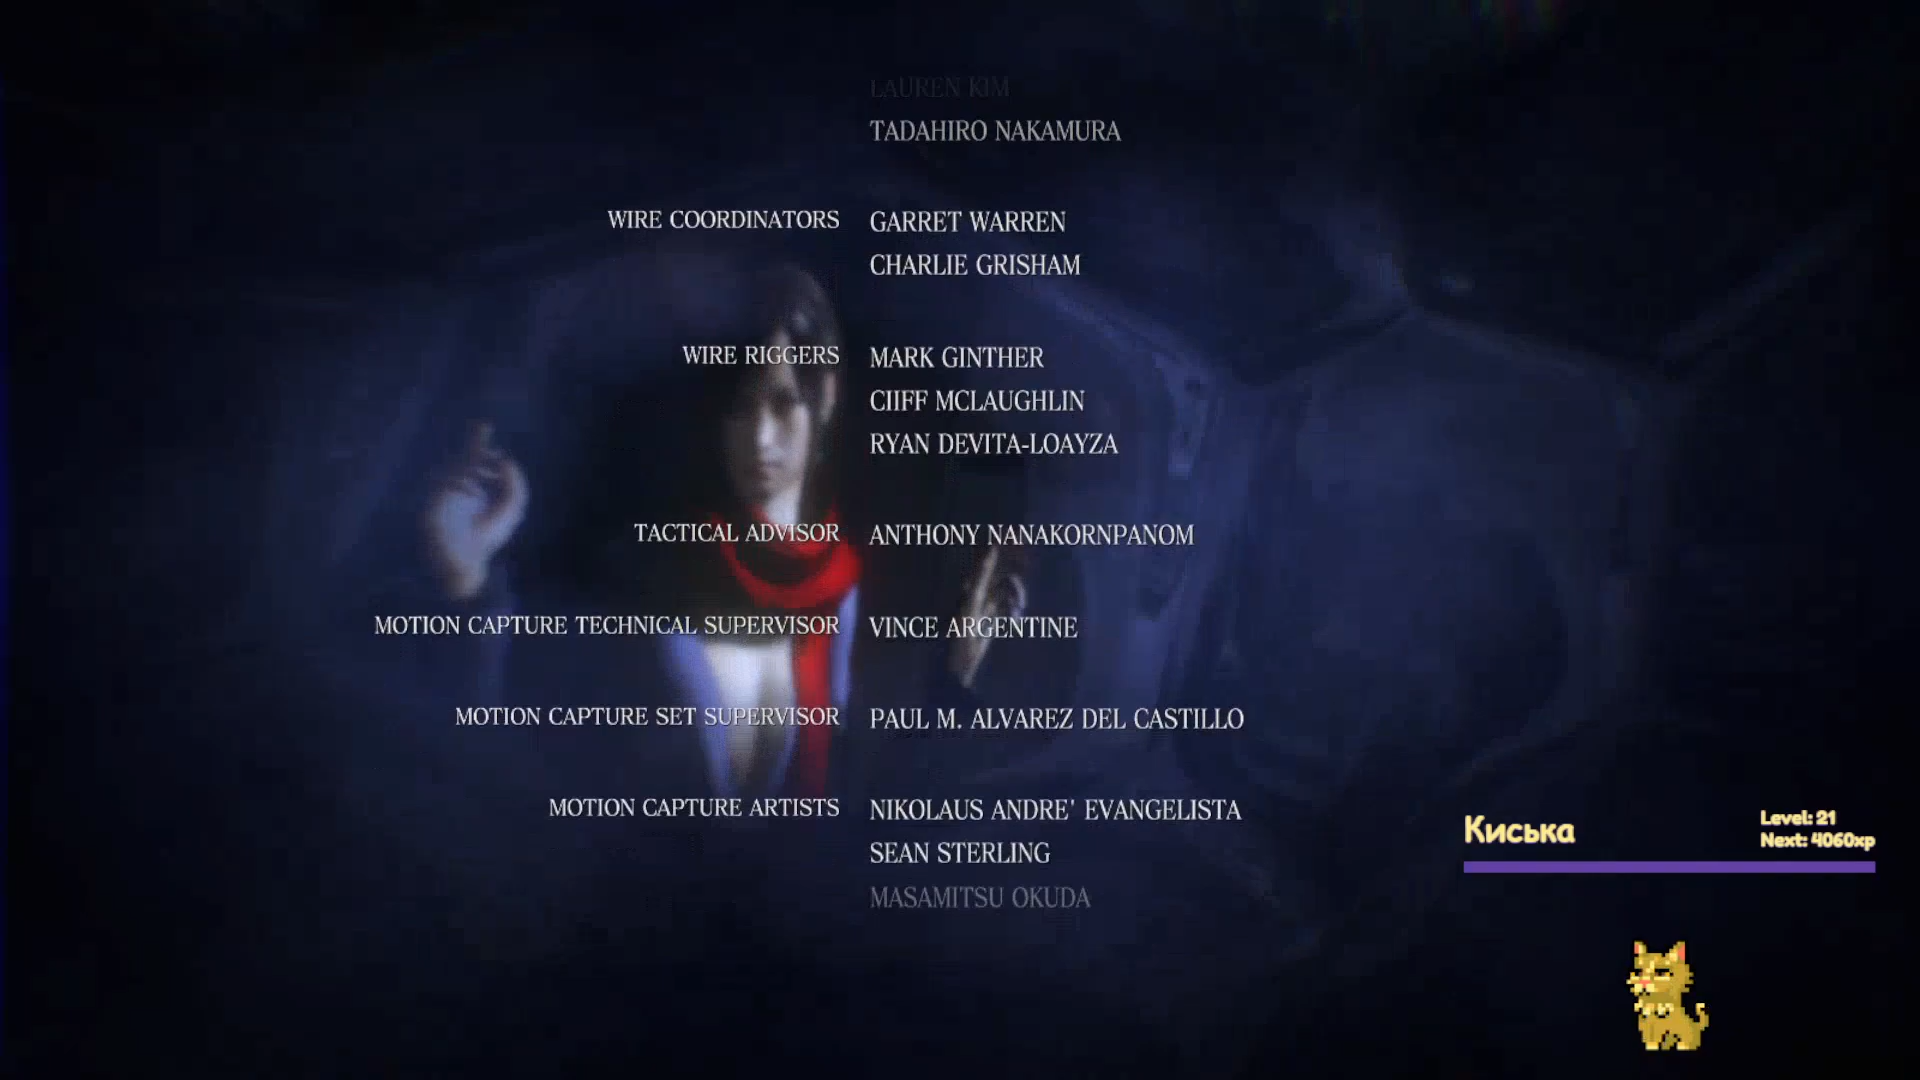 LAUREN KIM
TADAHIRO NAKAMURA
WIRE COORDINATORS GARRET WARREN
CHARLIE GRISHAM
WIRE RIGGERS MARK GINTHER
CIIFF MCLAUGHLIN
RYAN DEVITA-LOAYZA
TACTICAL ADVISOR ANTHONY NANAKORNPANOM
MOTION CAPTURE TECHNICAL SUPERVISOR VINCE ARGENTINE
MOTION CAPTURE SET SUPERVISOR PAUL M. ALVAREZ DEL CASTILLO
MOTION CAPTURE ARTISTS NIKOLAUS ANDRE' EVANGELISTA
SEAN STERLING
MASAMITSU OKUDA
Киська
Level: 21
Next: 4060xp